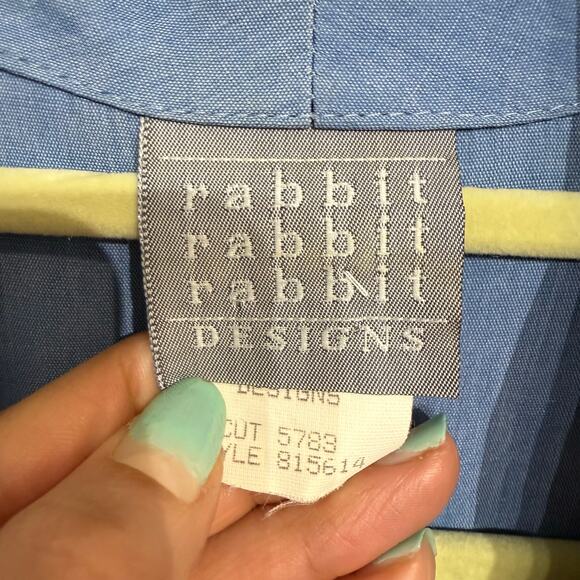 rabbit
rabbit
rabbit
DESIGNS
DESIGNS
CUT 5783
YLE 815614